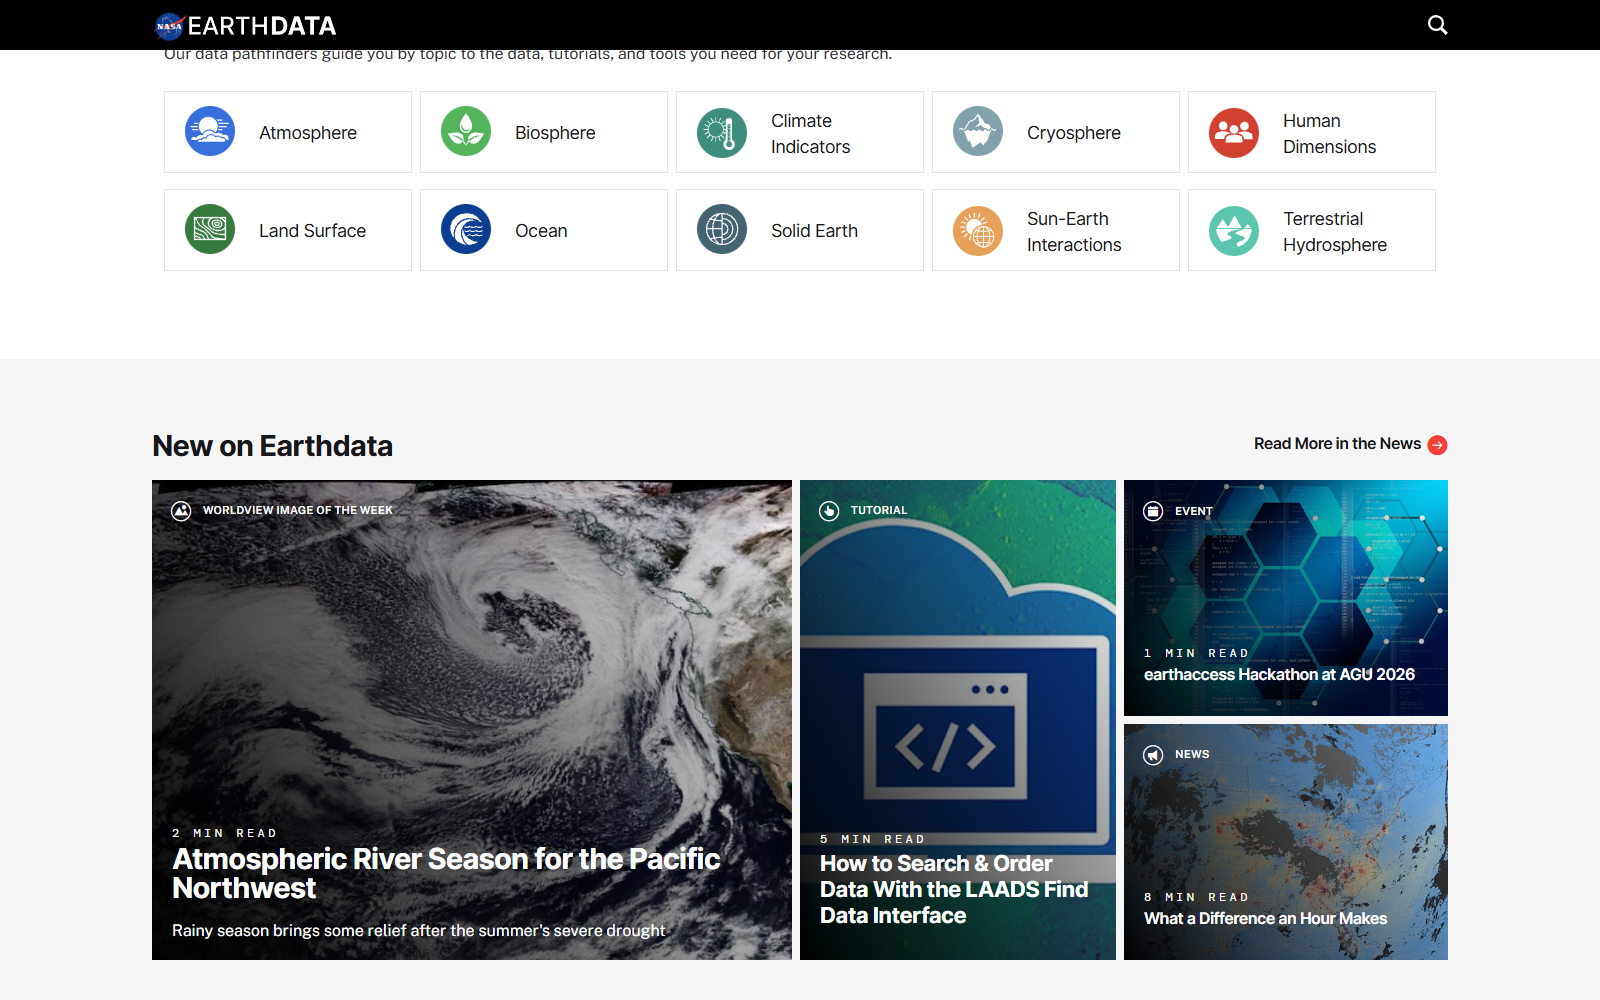 NASA EARTHDATA
Our data pathfinders guide you by topic to the data, tutorials, and tools you need for your research.
Atmosphere
Biosphere
Climate
Indicators
Cryosphere
Human
Dimensions
Land Surface
Ocean
Solid Earth
Sun-Earth
Interactions
Terrestrial
Hydrosphere
New on Earthdata
Read More in the News
WORLDVIEW IMAGE OF THE WEEK
2 MIN READ
Atmospheric River Season for the Pacific
Northwest
Rainy season brings some relief after the summer's severe drought
TUTORIAL
5 MIN READ
How to Search & Order
Data With the LAADS Find
Data Interface
EVENT
1 MIN READ
earthaccess Hackathon at AGU 2026
NEWS
8 MIN READ
What a Difference an Hour Makes